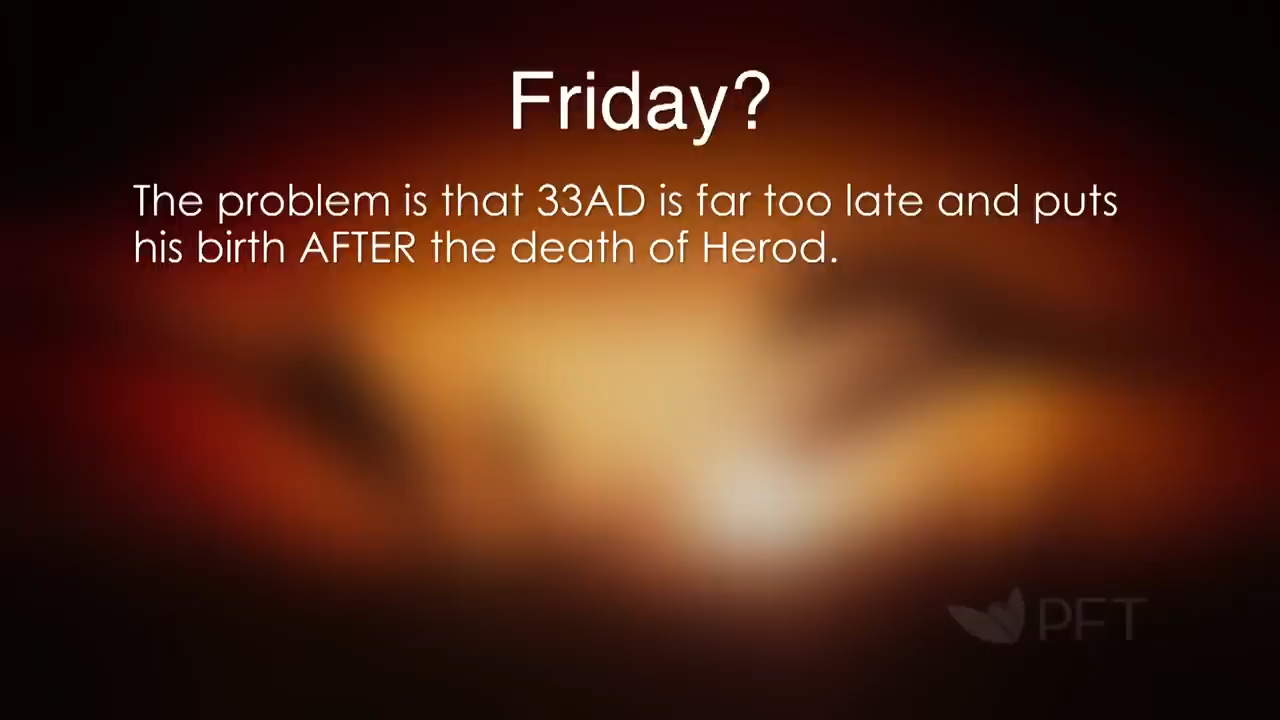 Friday?
The problem is that 33AD is far too late and puts
his birth AFTER the death of Herod.
PFT